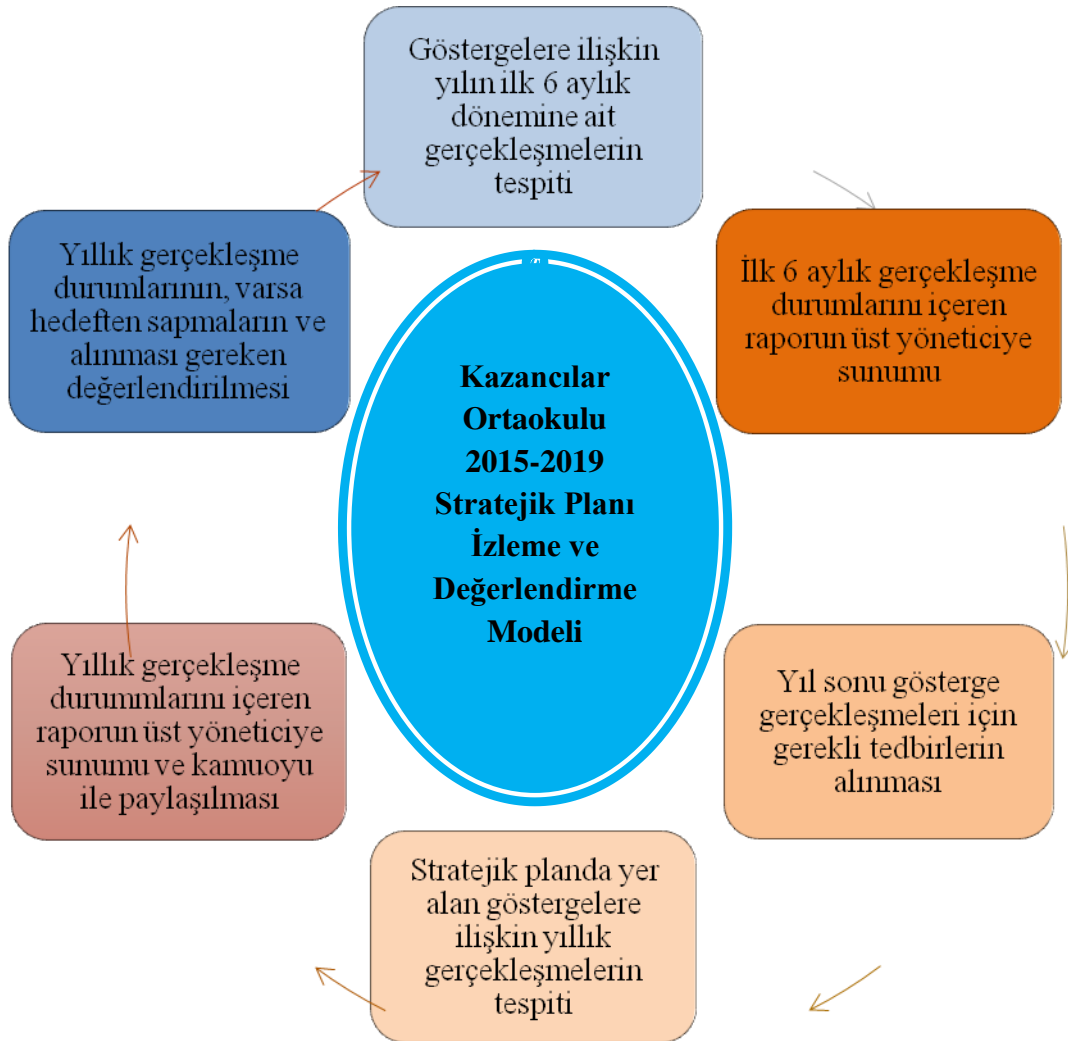 Göstergelere ilişkin
yılın ilk 6 aylık
dönemine ait
gerçekleşmelerin
tespiti
İlk 6 aylık gerçekleşme
durumlarını içeren
raporun üst yöneticiye
sunumu
Yıl sonu gösterge
gerçekleşmeleri için
gerekli tedbirlerin
alınması
Stratejik planda yer
alan göstergelere
ilişkin yıllık
gerçekleşmelerin
tespiti
Yıllık gerçekleşme
durummlarını içeren
raporun üst yöneticiye
sunumu ve kamuoyu
ile paylaşılması
Yıllık gerçekleşme
durumlarının, varsa
hedeften sapmaların ve
alınması gereken
değerlendirilmesi
Kazancılar
Ortaokulu
2015-2019
Stratejik Planı
İzleme ve
Değerlendirme
Modeli